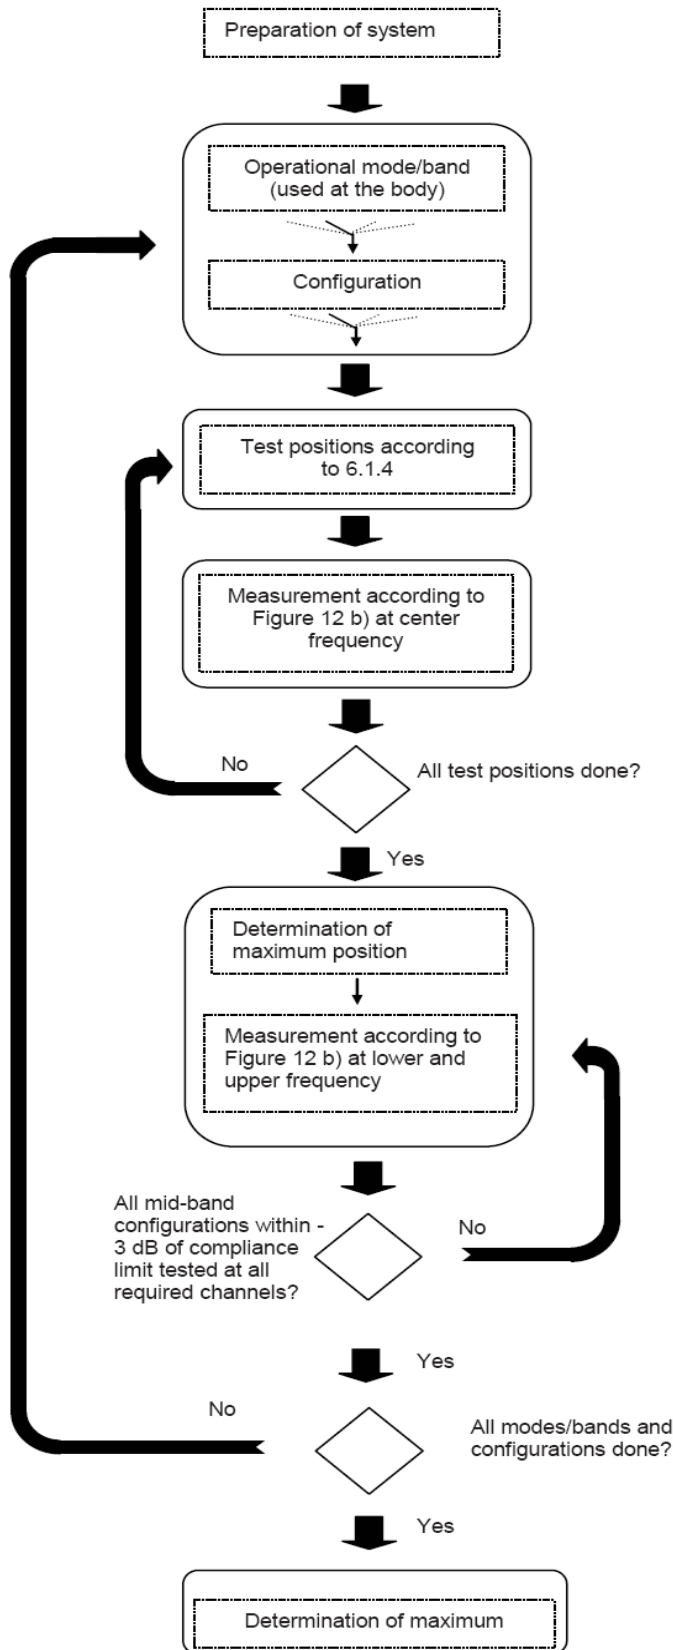 Preparation of system
Operational mode/band
(used at the body)
Configuration
Test positions according
to 6.1.4
Measurement according to
Figure 12 b) at center
frequency
No
All test positions done?
Yes
Determination of
maximum position
Measurement according to
Figure 12 b) at lower and
upper frequency
All mid-band
configurations within -
3 dB of compliance
limit tested at all
required channels?
No
Yes
No
All modes/bands and
configurations done?
Yes
Determination of maximum